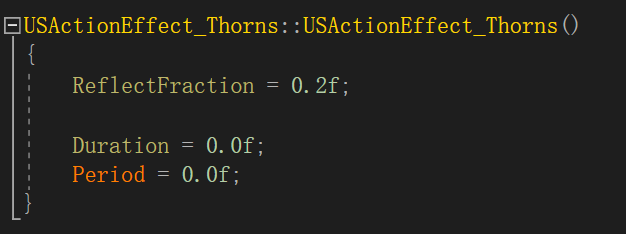 USActionEffect_Thorns::USActionEffect_Thorns()
{
ReflectFraction = 0.2f;
Duration = 0.0f;
Period = 0.0f;
}